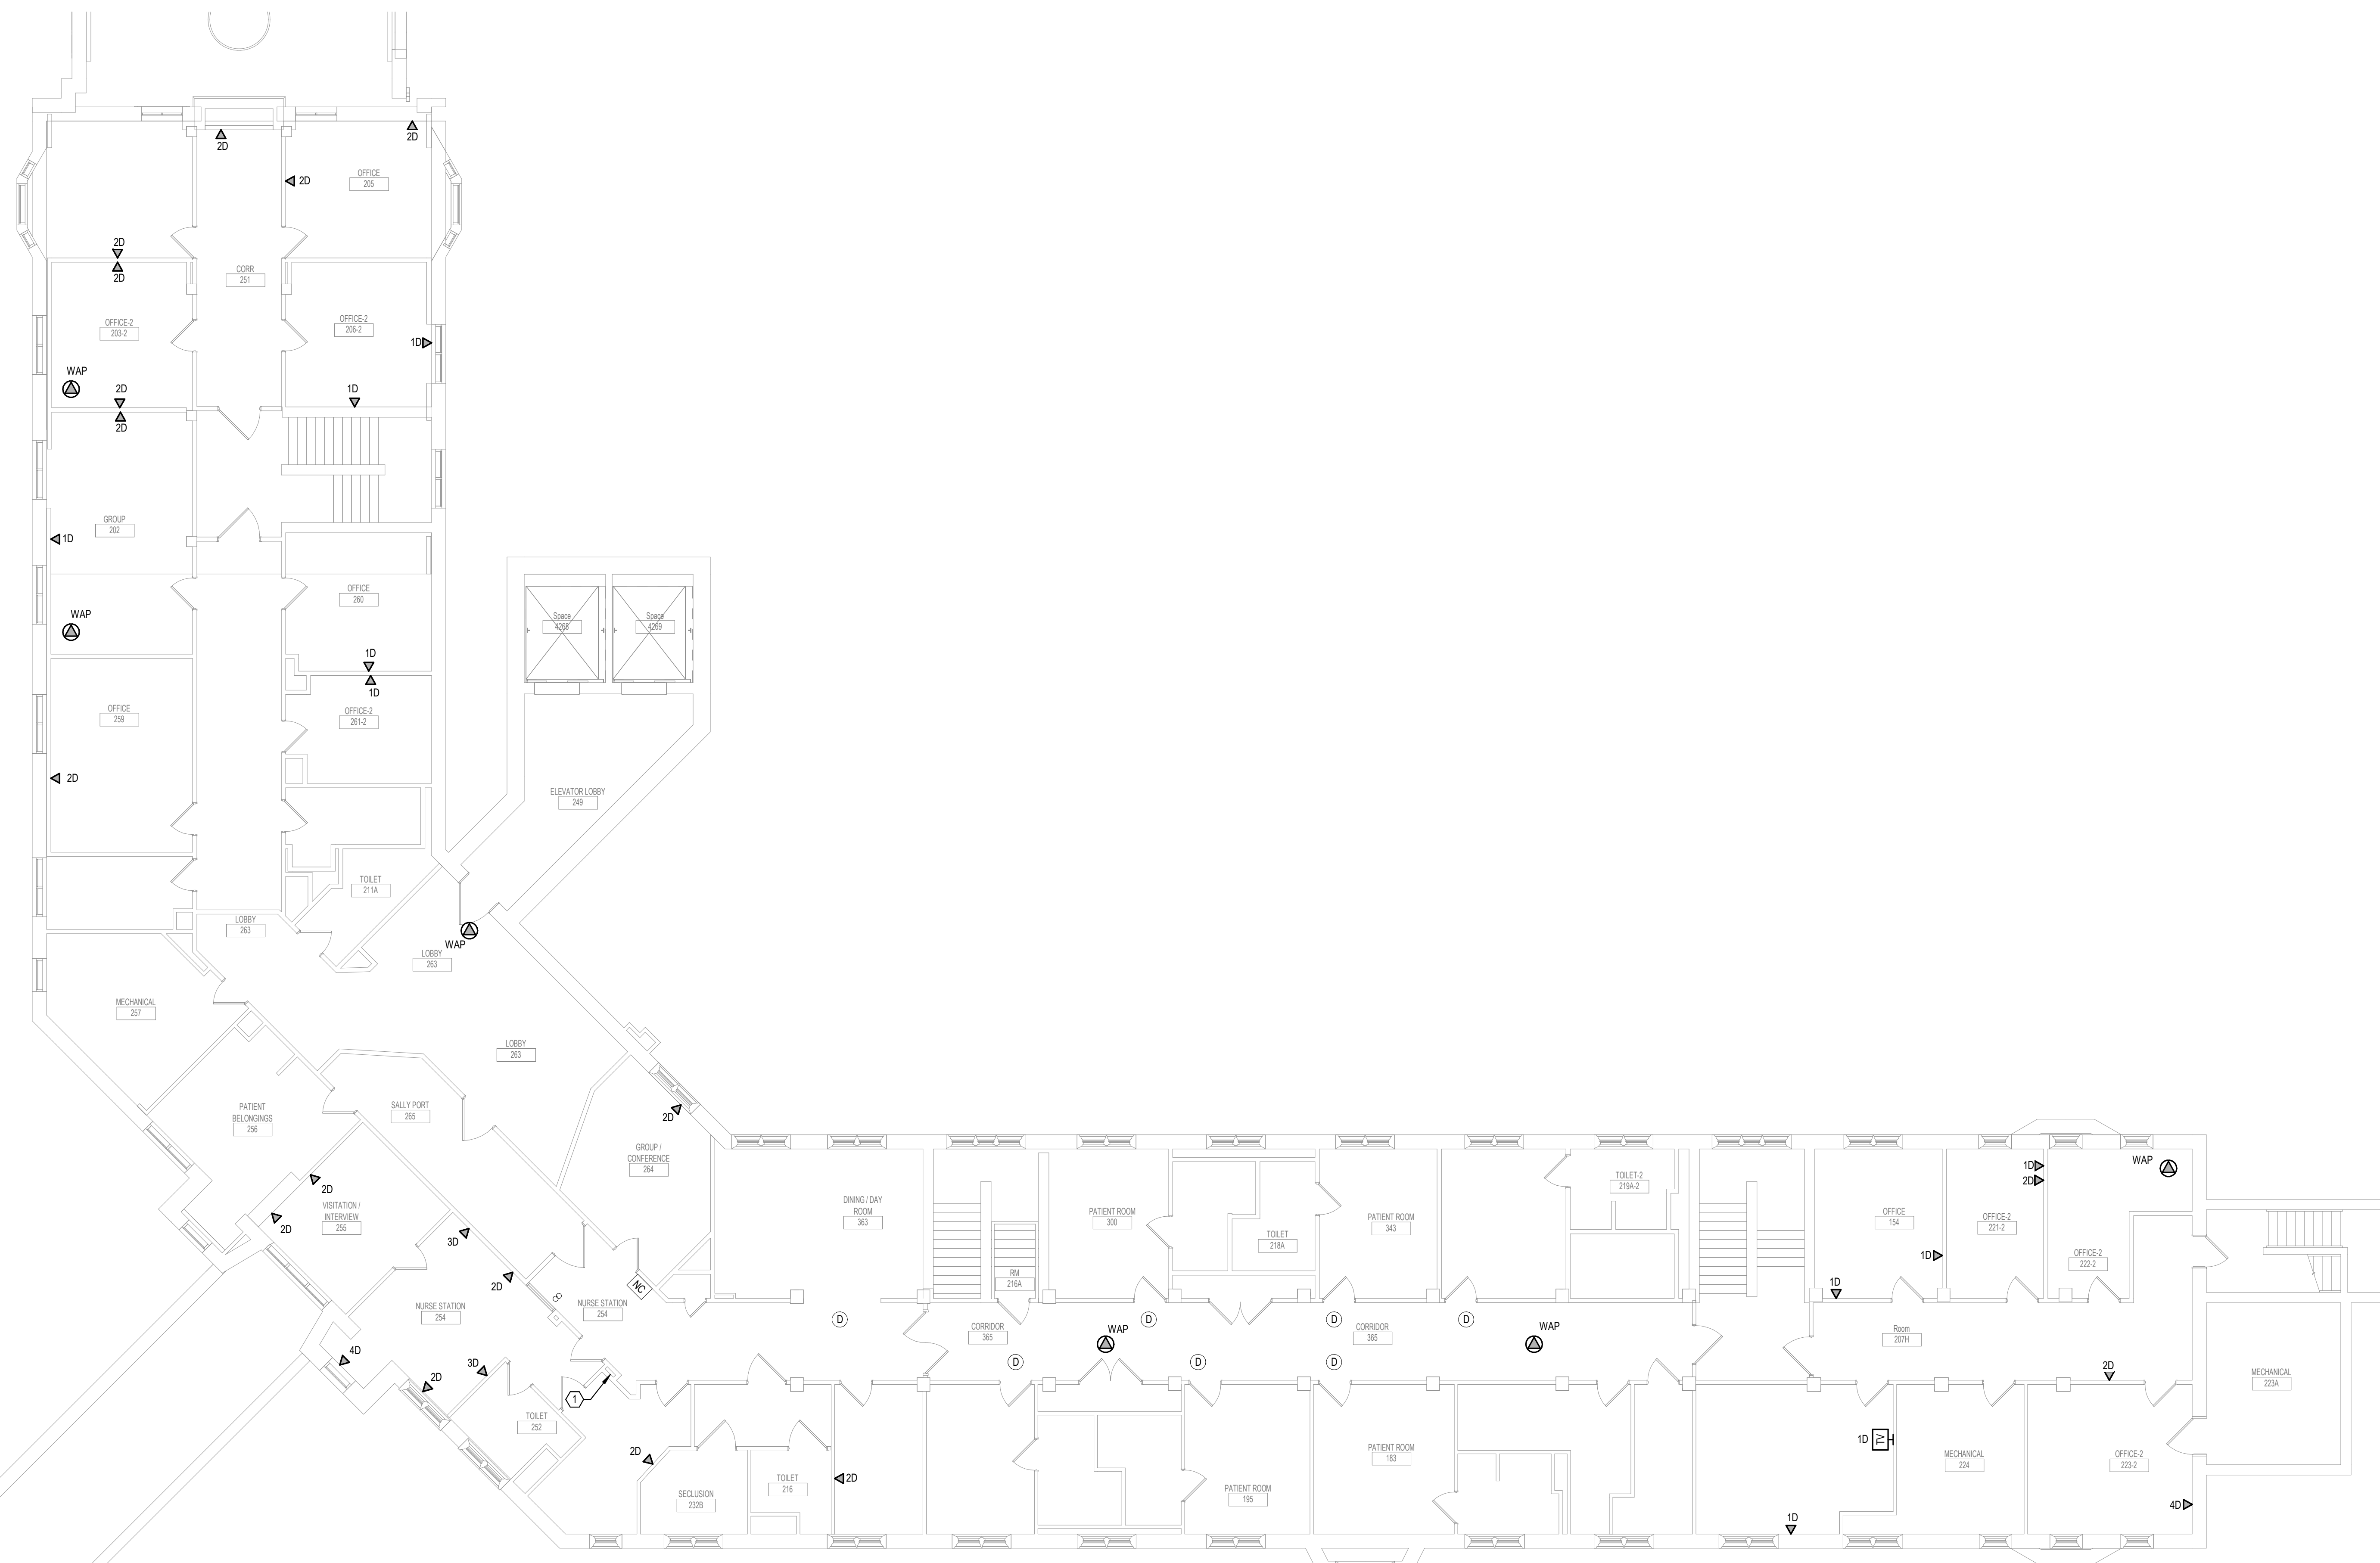 2D
2D
2D
OFFICE
205
2D
2D
CORR
251
OFFICE-2
203-2
OFFICE-2
206-2
1D
WAP
2D
2D
1D
GROUP
202
1D
OFFICE
260
WAP
Space
4268
Space
4269
1D
1D
OFFICE
259
OFFICE-2
261-2
2D
ELEVATOR LOBBY
249
TOILET
211A
LOBBY
263
WAP
LOBBY
263
MECHANICAL
257
LOBBY
263
PATIENT
BELONGINGS
256
SALLY PORT
265
2D
GROUP /
CONFERENCE
264
2D
VISITATION /
INTERVIEW
255
2D
3D
2D
NC
NURSE STATION
254
NURSE STATION
254
4D
2D
3D
1
TOILET
252
2D
SECLUSION
232B
TOILET
216
2D
DINING / DAY
ROOM
363
PATIENT ROOM
300
RM
216A
TOILET
218A
PATIENT ROOM
343
TOILET-2
219A-2
OFFICE
154
OFFICE-2
221-2
1D
2D
WAP
1D
OFFICE-2
222-2
1D
D
CORRIDOR
365
D
WAP
D
D
D
CORRIDOR
365
D
D
WAP
Room
207H
2D
MECHANICAL
223A
PATIENT ROOM
195
PATIENT ROOM
183
1D
TV
MECHANICAL
224
OFFICE-2
223-2
4D
1D